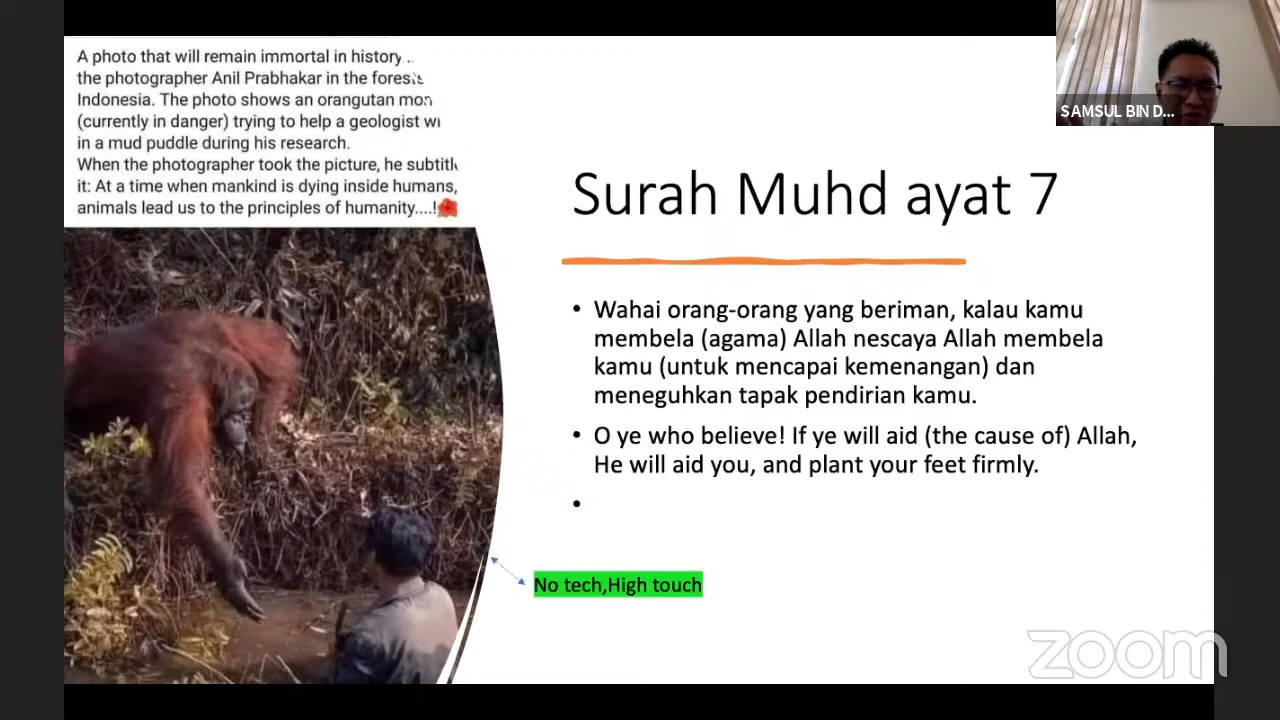 A photo that will remain immortal in history..
the photographer Anil Prabhakar in the forests
Indonesia. The photo shows an orangutan
(currently in danger) trying to help a geologist
in a mud puddle during his research.
When the photographer took the picture, he
it: At a time when mankind is dying inside humans,
animals lead us to the principles of humanity....!
SAMSUL BIN D...
Surah Muhd ayat 7
• Wahai orang-orang yang beriman, kalau kamu
membela (agama) Allah nescaya Allah membela
kamu (untuk mencapai kemenangan) dan
meneguhkan tapak pendirian kamu.
• O ye who believe! If ye will aid (the cause of) Allah,
He will aid you, and plant your feet firmly.
•
No tech,High touch
zoom